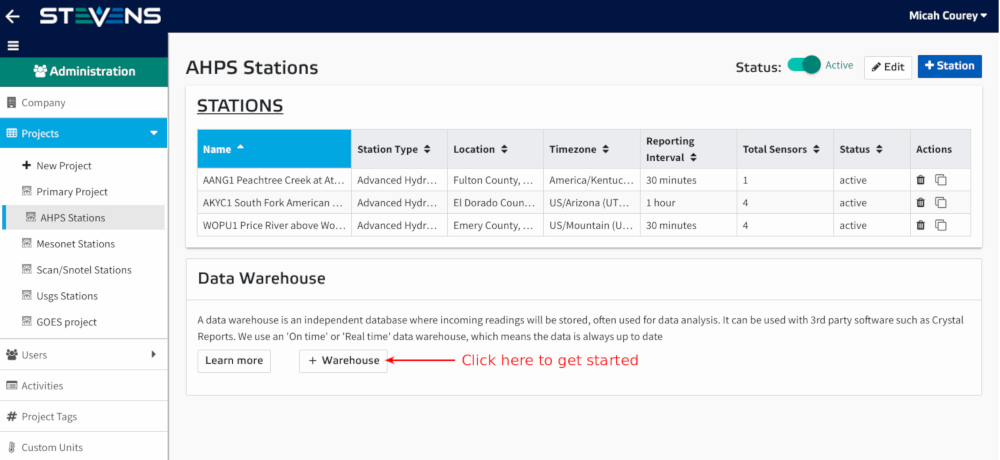 STEVENS
Micah Courey
Administration
Company
Projects
New Project
Primary Project
AHPS Stations
Mesonet Stations
Scan/Snotel Stations
Usgs Stations
GOES project
Users
Activities
# Project Tags
Custom Units
AHPS Stations
Status: Active Edit + Station
STATIONS
Name Station Type Location Timezone Reporting Interval Total Sensors Status Actions
AANG1 Peachtree Creek at At... Advanced Hydr... Fulton County, ... America/Kentuc... 30 minutes 1 active
AKYC1 South Fork American ... Advanced Hydr... El Dorado Coun... US/Arizona (UT... 1 hour 4 active
WOPU1 Price River above Wo... Advanced Hydr... Emery County, ... US/Mountain (U... 30 minutes 4 active
Data Warehouse
A data warehouse is an independent database where incoming readings will be stored, often used for data analysis. It can be used with 3rd party software such as Crystal
Reports. We use an 'On time' or 'Real time' data warehouse, which means the data is always up to date
Learn more + Warehouse Click here to get started